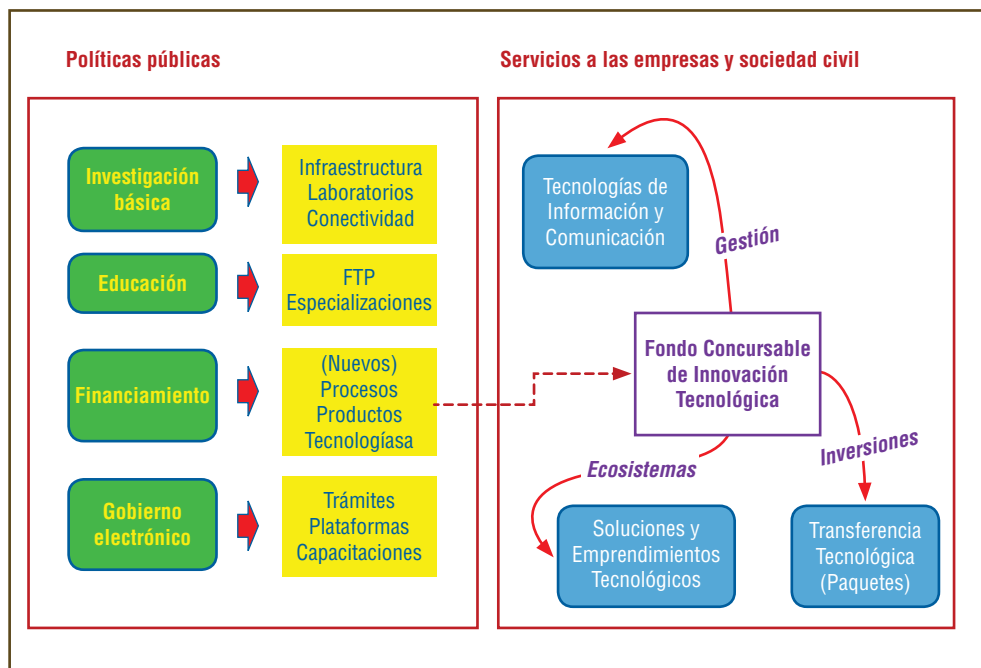 Políticas públicas
Investigación
básica
Infraestructura
Laboratorios
Conectividad
Educación
FTP
Especializaciones
Financiamiento
(Nuevos)
Procesos
Productos
Tecnologíasa
Gobierno
electrónico
Trámites
Plataformas
Capacitaciones
Servicios a las empresas y sociedad civil
Tecnologías de
Información y
Comunicación
Gestión
Fondo Concursable
de Innovación
Tecnológica
Ecosistemas
Inversiones
Soluciones y
Emprendimientos
Tecnológicos
Transferencia
Tecnológica
(Paquetes)